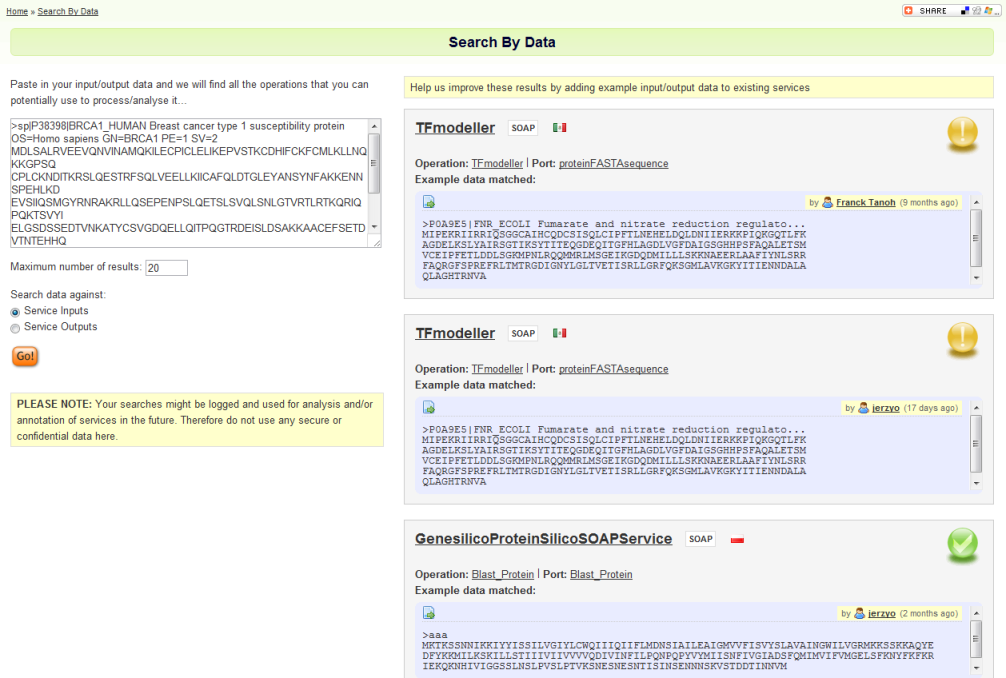 Home » Search By Data
SHARE
Search By Data
Paste in your input/output data and we will find all the operations that you can
potentially use to process/analyse it...
>sp|P38398|BRCA1_HUMAN Breast cancer type 1 susceptibility protein
OS=Homo sapiens GN=BRCA1 PE=1 SV=2
MDLSALRVEEVQNVINAMQKILECPICLELIKEPVSTKCDHIFCKFCMLKLLNQ
KKGPSQ
CPLCKNDITKRSLQESTRFSQLVEELLKIICAFQLDTGLEYANSYNFAKKENN
SPEHLKD
EVSIIQSMGYRNRAKRLLQSEPENPSLQETSLSVQLSNLGTVRTLRTKQRIQ
PQKTSVYI
ELGSDSSEDTVNKATYCSVGDQELLQITPQGTRDEISLDSAKKAACEFSETD
VTNTEHHQ
Maximum number of results: 20
Search data against:
Service Inputs
Service Outputs
Go!
PLEASE NOTE: Your searches might be logged and used for analysis and/or
annotation of services in the future. Therefore do not use any secure or
confidential data here.
Help us improve these results by adding example input/output data to existing services
TFmodeller SOAP
Operation: TFmodeller | Port: proteinFASTAsequence
Example data matched:
by Franck Tanoh (9 months ago)
>P0A9E5|FNR_ECOLI Fumarate and nitrate reduction regulato...
MIPEKRIIRRIQSGGCAIHCQDCSISQLCIPFTLNEHELDQLDNIIERKKPIQKGQTLFK
AGDELKSLYAIRSGTIKSYTITEQGDEQITGFHLAGDLVGFDAIGSGHHPSFAQALETSM
VCEIPFETLDDLSGKMPNLRQQMMRLMSGEIKGDQDMILLLSKKNAEERLAAFIYNLSRR
FAQRGFSPREFRLTMTRGDIGNYLGLTVETISRLLGRFQKSGMLAVKGKYITIENNDALA
QLAGHTRNVA
TFmodeller SOAP
Operation: TFmodeller | Port: proteinFASTAsequence
Example data matched:
by jerzyo (17 days ago)
>P0A9E5|FNR_ECOLI Fumarate and nitrate reduction regulato...
MIPEKRIIRRIQSGGCAIHCQDCSISQLCIPFTLNEHELDQLDNIIERKKPIQKGQTLFK
AGDELKSLYAIRSGTIKSYTITEQGDEQITGFHLAGDLVGFDAIGSGHHPSFAQALETSM
VCEIPFETLDDLSGKMPNLRQQMMRLMSGEIKGDQDMILLLSKKNAEERLAAFIYNLSRR
FAQRGFSPREFRLTMTRGDIGNYLGLTVETISRLLGRFQKSGMLAVKGKYITIENNDALA
QLAGHTRNVA
GenesilicoProteinSilicoSOAPService SOAP
Operation: Blast_Protein | Port: Blast_Protein
Example data matched:
by jerzyo (2 months ago)
>aaa
MKTKSSNNIKKIYYISSILVGIYLCWQIIIQIIFLMDNSIAILEAIGMVVFISVYSLAVAINGWILVGRMKKSSKKAQYE
DFYKKMILKSKILLSTIIIVIIVVVVQDIVINFILPQNPQPYVYMIISNFIVGIADSFQMIMVIFVMGELSFKNYFKFKR
IEKQKNHIVIGGSSLNSLPVSLPTVKSNESNESNTISINSENNNSKVSTDDTINNVM